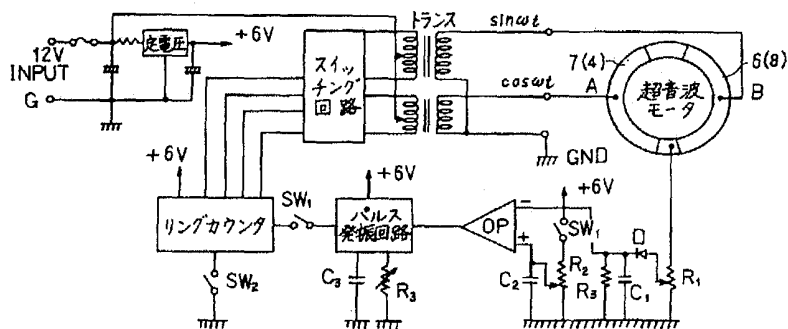 12V
INPUT
G
定電圧
+6V
スイッ
チング
回路
トランス
sinωt
cosωt
GND
7(4)
A
6(8)
B
超音波
モータ
+6V
リングカウンタ
SW₁
SW₂
+6V
パルス
発振回路
C₃
R₃
OP
−
+
+6V
SW₁
C₂
R₂
R₃
C₁
D
R₁